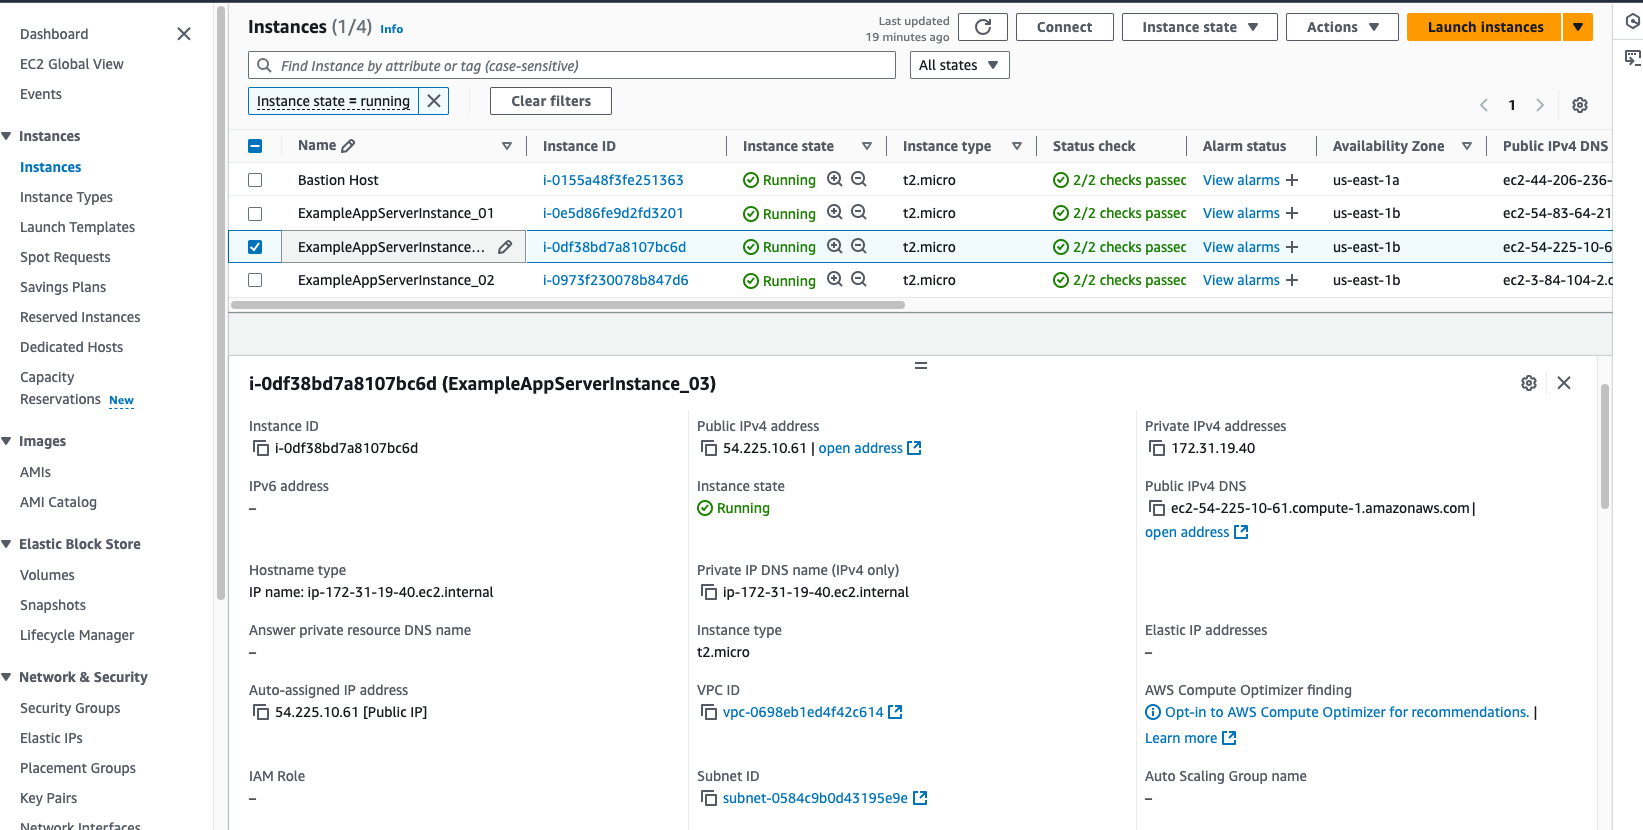 Dashboard
EC2 Global View
Events
Instances
Instances
Instance Types
Launch Templates
Spot Requests
Savings Plans
Reserved Instances
Dedicated Hosts
Capacity
Reservations New
Images
AMIs
AMI Catalog
Elastic Block Store
Volumes
Snapshots
Lifecycle Manager
Network & Security
Security Groups
Elastic IPs
Placement Groups
Key Pairs
Network Interfaces
Instances (1/4) Info
Last updated
19 minutes ago
Connect
Instance state
Actions
Launch instances
Find Instance by attribute or tag (case-sensitive)
All states
Instance state = running
Clear filters
1
Name Instance ID Instance state Instance type Status check Alarm status Availability Zone Public IPv4 DNS
Bastion Host i-0155a48f3fe251363 Running t2.micro 2/2 checks passec View alarms + us-east-1a ec2-44-206-236-
ExampleAppServerInstance_01 i-0e5d86fe9d2fd3201 Running t2.micro 2/2 checks passec View alarms + us-east-1b ec2-54-83-64-21
ExampleAppServerInstance... i-0df38bd7a8107bc6d Running t2.micro 2/2 checks passec View alarms + us-east-1b ec2-54-225-10-6
ExampleAppServerInstance_02 i-0973f230078b847d6 Running t2.micro 2/2 checks passec View alarms + us-east-1b ec2-3-84-104-2.c
i-0df38bd7a8107bc6d (ExampleAppServerInstance_03)
Instance ID
i-0df38bd7a8107bc6d
Public IPv4 address
54.225.10.61 | open address
Private IPv4 addresses
172.31.19.40
IPv6 address
–
Instance state
Running
Public IPv4 DNS
ec2-54-225-10-61.compute-1.amazonaws.com |
open address
Hostname type
IP name: ip-172-31-19-40.ec2.internal
Private IP DNS name (IPv4 only)
ip-172-31-19-40.ec2.internal
Answer private resource DNS name
–
Instance type
t2.micro
Elastic IP addresses
–
Auto-assigned IP address
54.225.10.61 [Public IP]
VPC ID
vpc-0698eb1ed4f42c614
AWS Compute Optimizer finding
Opt-in to AWS Compute Optimizer for recommendations. |
Learn more
IAM Role
–
Subnet ID
subnet-0584c9b0d43195e9e
Auto Scaling Group name
–